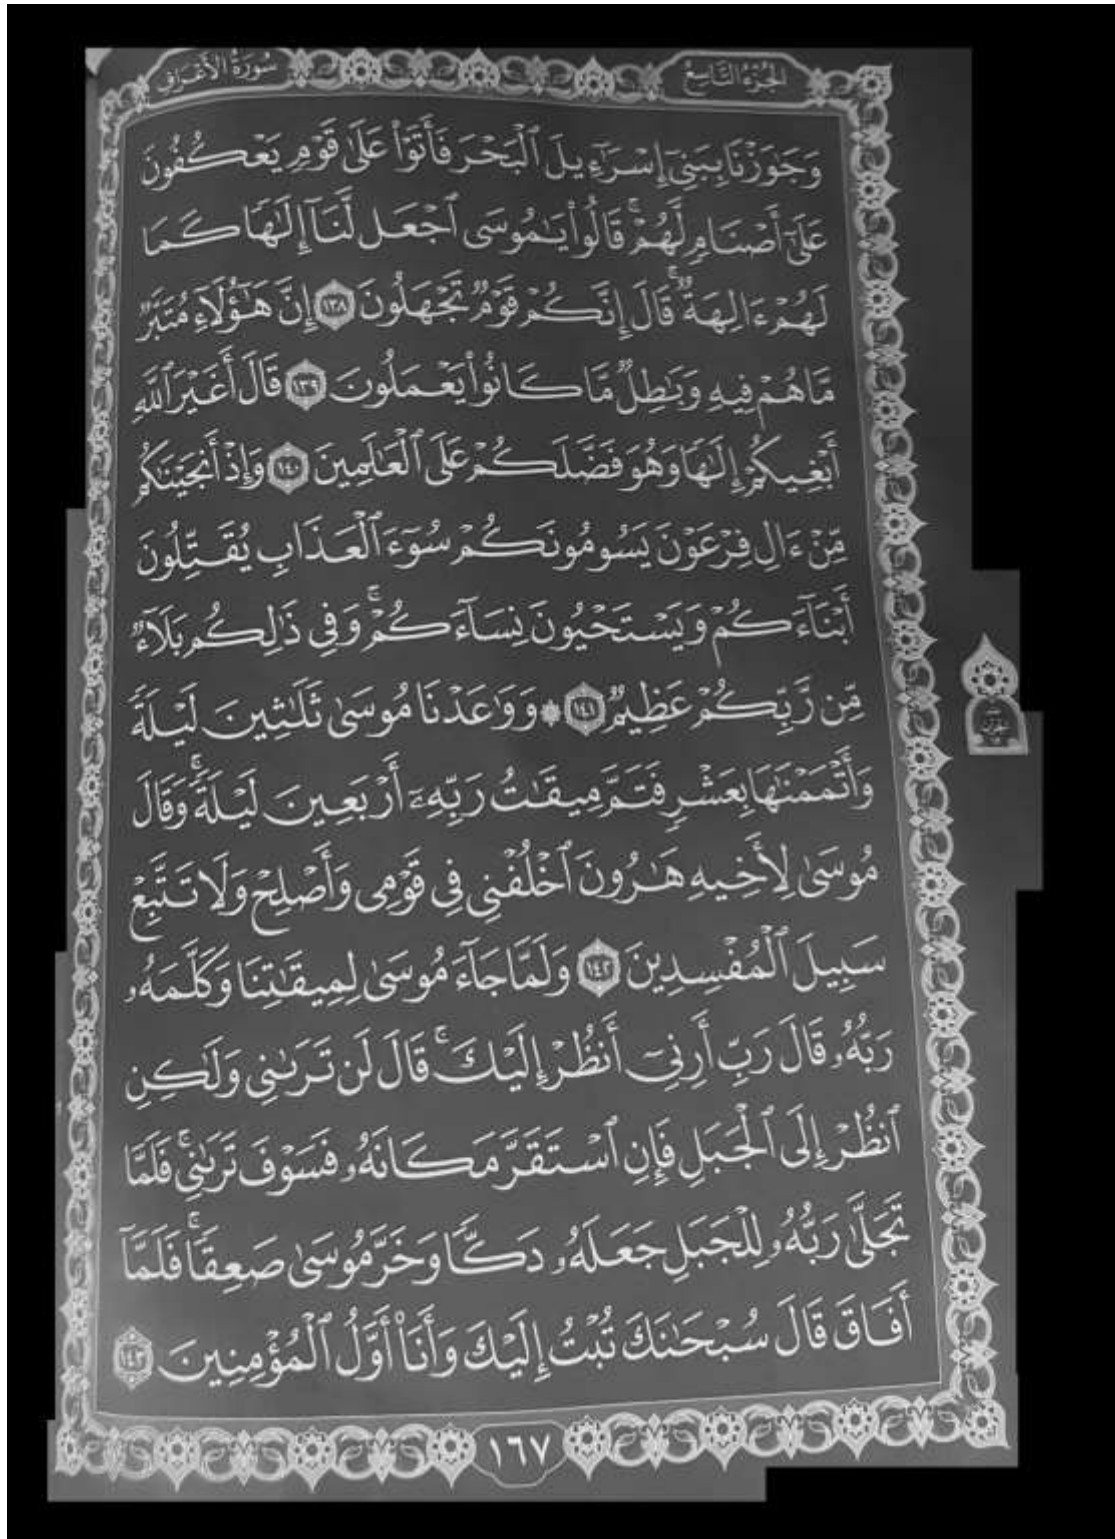 سُورَةُ الأَعْرَافِ
الجُزْءُ التَّاسِعُ
وَجَٰوَزْنَا بِبَنِىٓ إِسْرَٰٓءِيلَ ٱلْبَحْرَ فَأَتَوْا۟ عَلَىٰ قَوْمٍ يَعْكُفُونَ
عَلَىٰٓ أَصْنَامٍ لَّهُمْ ۚ قَالُوا۟ يَٰمُوسَى ٱجْعَل لَّنَآ إِلَٰهًا كَمَا
لَهُمْ ءَالِهَةٌ ۚ قَالَ إِنَّكُمْ قَوْمٌ تَجْهَلُونَ ١٣٨ إِنَّ هَٰٓؤُلَآءِ مُتَبَّرٌ
مَّا هُمْ فِيهِ وَبَٰطِلٌ مَّا كَانُوا۟ يَعْمَلُونَ ١٣٩ قَالَ أَغَيْرَ ٱللَّهِ
أَبْغِيكُمْ إِلَٰهًا وَهُوَ فَضَّلَكُمْ عَلَى ٱلْعَٰلَمِينَ ١٤٠ وَإِذْ أَنجَيْنَٰكُم
مِّنْ ءَالِ فِرْعَوْنَ يَسُومُونَكُمْ سُوٓءَ ٱلْعَذَابِ يُقَتِّلُونَ
أَبْنَآءَكُمْ وَيَسْتَحْيُونَ نِسَآءَكُمْ ۚ وَفِى ذَٰلِكُم بَلَآءٌ
مِّن رَّبِّكُمْ عَظِيمٌ ١٤١ ۞ وَوَٰعَدْنَا مُوسَىٰ ثَلَٰثِينَ لَيْلَةً
وَأَتْمَمْنَٰهَا بِعَشْرٍ فَتَمَّ مِيقَٰتُ رَبِّهِۦٓ أَرْبَعِينَ لَيْلَةً ۚ وَقَالَ
مُوسَىٰ لِأَخِيهِ هَٰرُونَ ٱخْلُفْنِى فِى قَوْمِى وَأَصْلِحْ وَلَا تَتَّبِعْ
سَبِيلَ ٱلْمُفْسِدِينَ ١٤٢ وَلَمَّا جَآءَ مُوسَىٰ لِمِيقَٰتِنَا وَكَلَّمَهُۥ
رَبُّهُۥ قَالَ رَبِّ أَرِنِىٓ أَنظُرْ إِلَيْكَ ۚ قَالَ لَن تَرَىٰنِى وَلَٰكِنِ
ٱنظُرْ إِلَى ٱلْجَبَلِ فَإِنِ ٱسْتَقَرَّ مَكَانَهُۥ فَسَوْفَ تَرَىٰنِى ۚ فَلَمَّا
تَجَلَّىٰ رَبُّهُۥ لِلْجَبَلِ جَعَلَهُۥ دَكًّا وَخَرَّ مُوسَىٰ صَعِقًا ۚ فَلَمَّآ
أَفَاقَ قَالَ سُبْحَٰنَكَ تُبْتُ إِلَيْكَ وَأَنَا۠ أَوَّلُ ٱلْمُؤْمِنِينَ ١٤٣
١٦٧